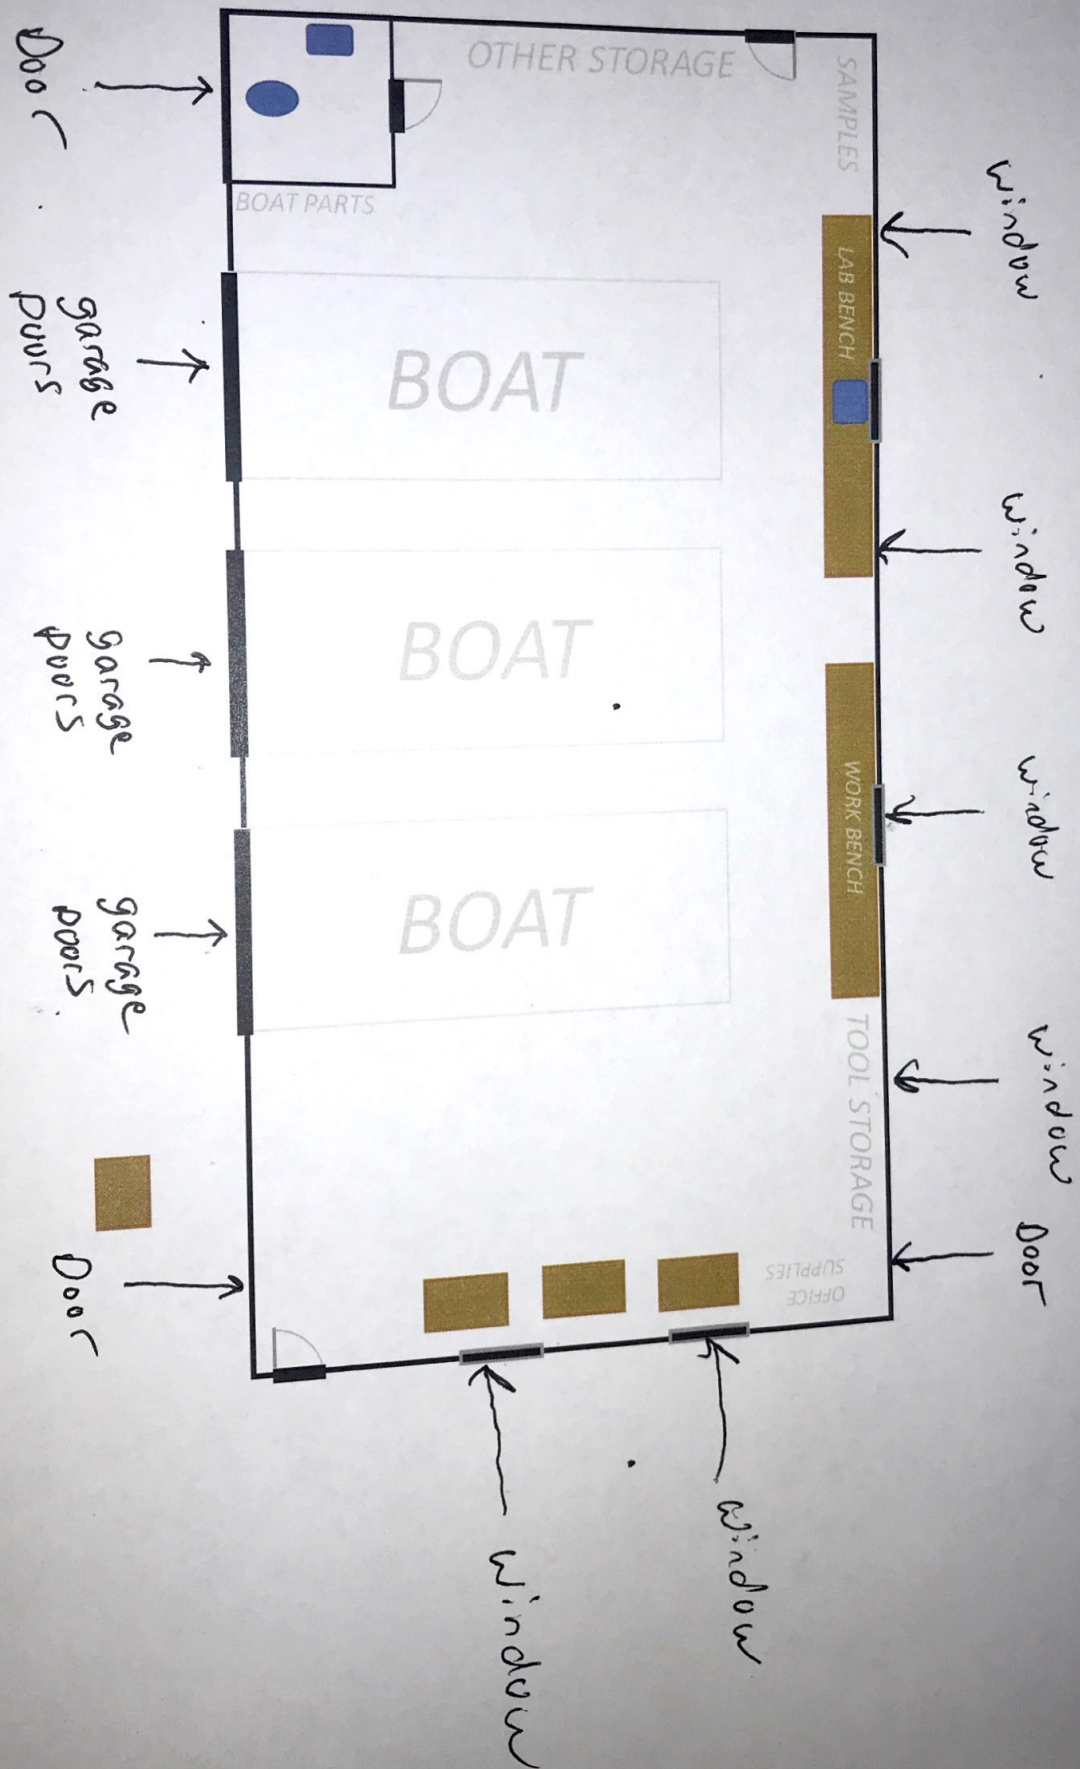 window
window
window
window
Door
SAMPLES
LAB BENCH
WORK BENCH
TOOL STORAGE
OFFICE
SUPPLIES
window
OTHER STORAGE
BOAT
BOAT
BOAT
window
BOAT PARTS
Door
garage
Doors
garage
Doors
garage
Doors
Door